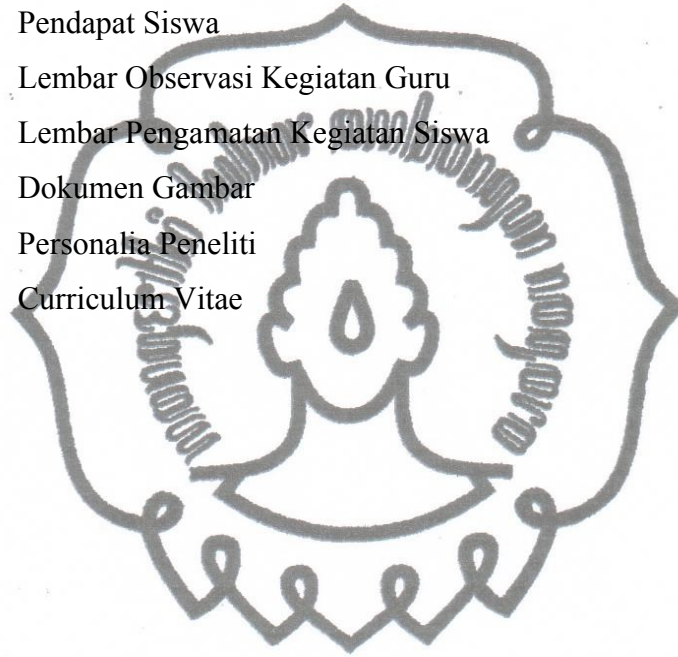 Pendapat Siswa
Lembar Observasi Kegiatan Guru
Lembar Pengamatan Kegiatan Siswa
Dokumen Gambar
Personalia Peneliti
Curriculum Vitae